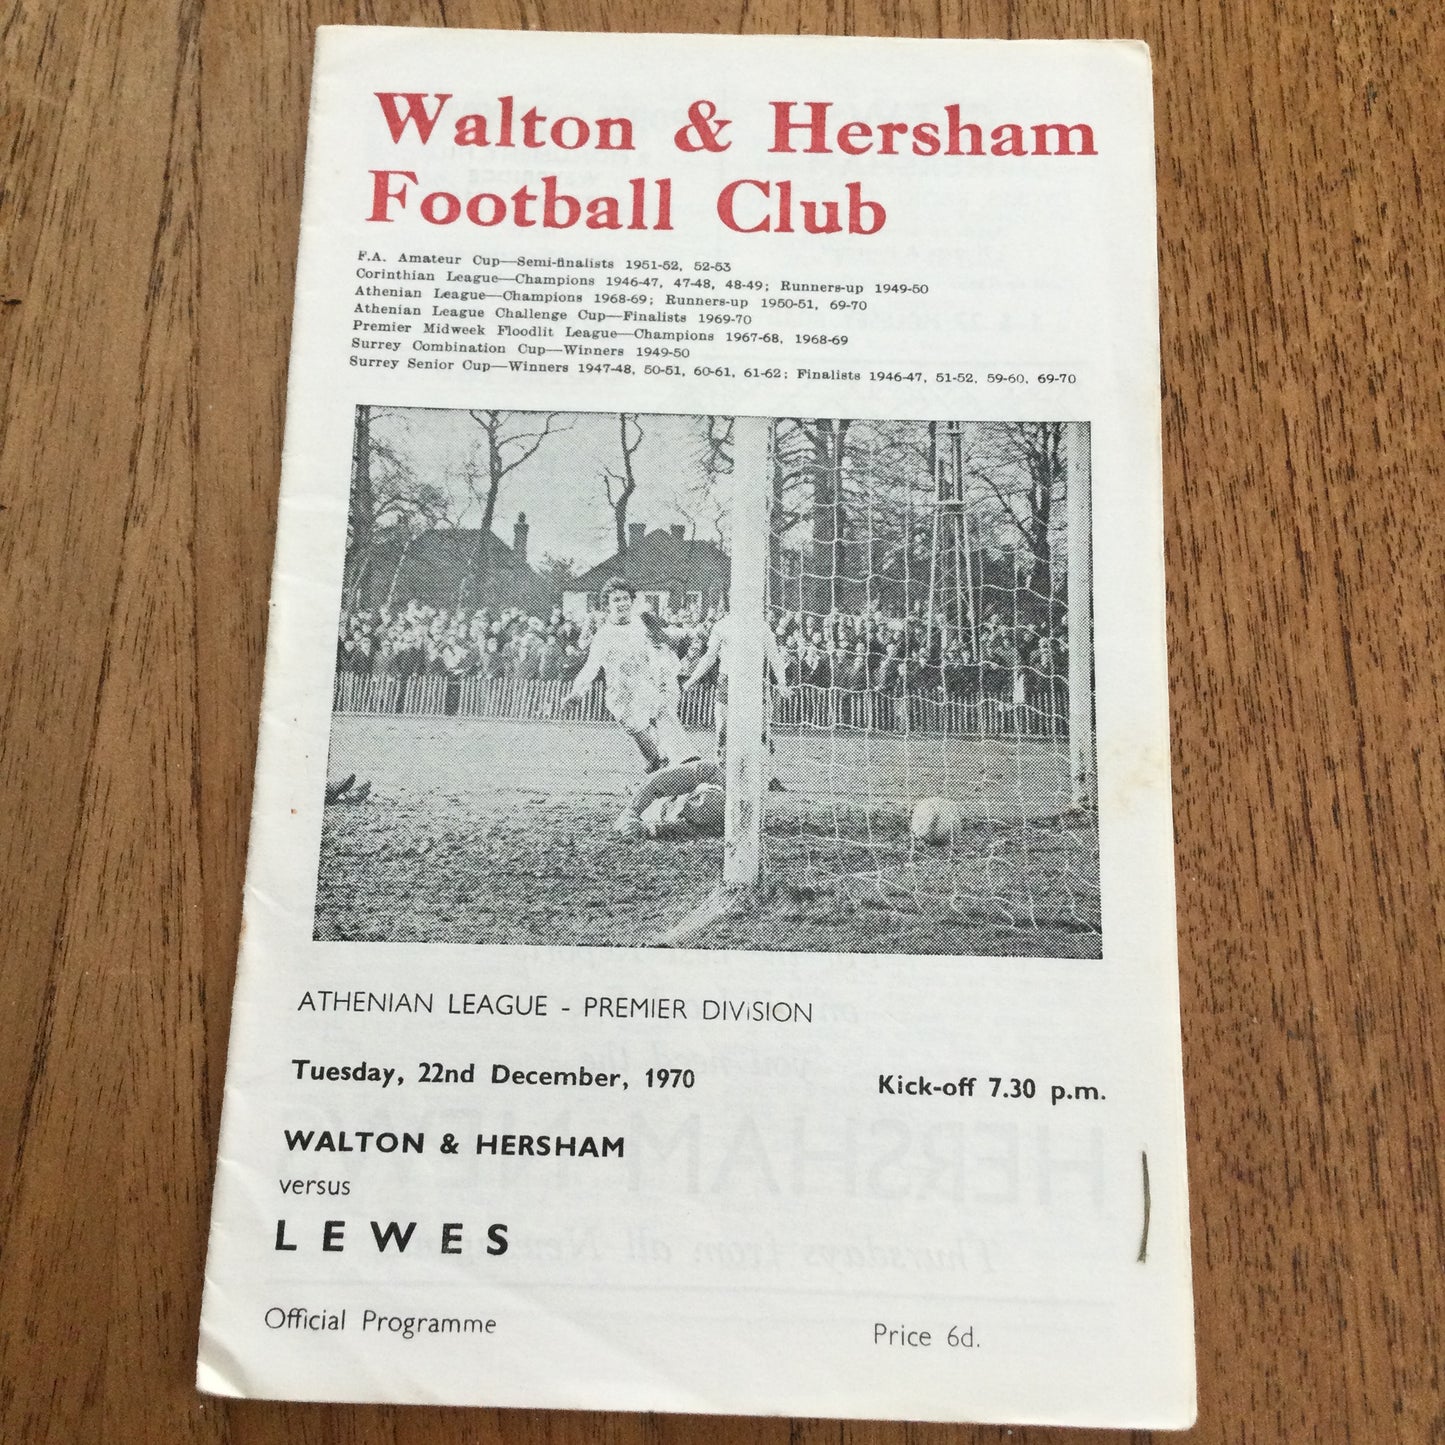 Walton & Hersham
Football Club
F.A. Amateur Cup—Semi-finalists 1951-52, 52-53
Corinthian League—Champions 1946-47, 47-48, 48-49; Runners-up 1949-50
Athenian League—Champions 1968-69; Runners-up 1950-51, 69-70
Athenian League Challenge Cup—Finalists 1969-70
Premier Midweek Floodlit League—Champions 1967-68, 1968-69
Surrey Combination Cup—Winners 1949-50
Surrey Senior Cup—Winners 1947-48, 50-51, 60-61, 61-62; Finalists 1946-47, 51-52, 59-60, 69-70
ATHENIAN LEAGUE - PREMIER DIVISION
Tuesday, 22nd December, 1970 Kick-off 7.30 p.m.
WALTON & HERSHAM
versus
LEWES
Official Programme Price 6d.